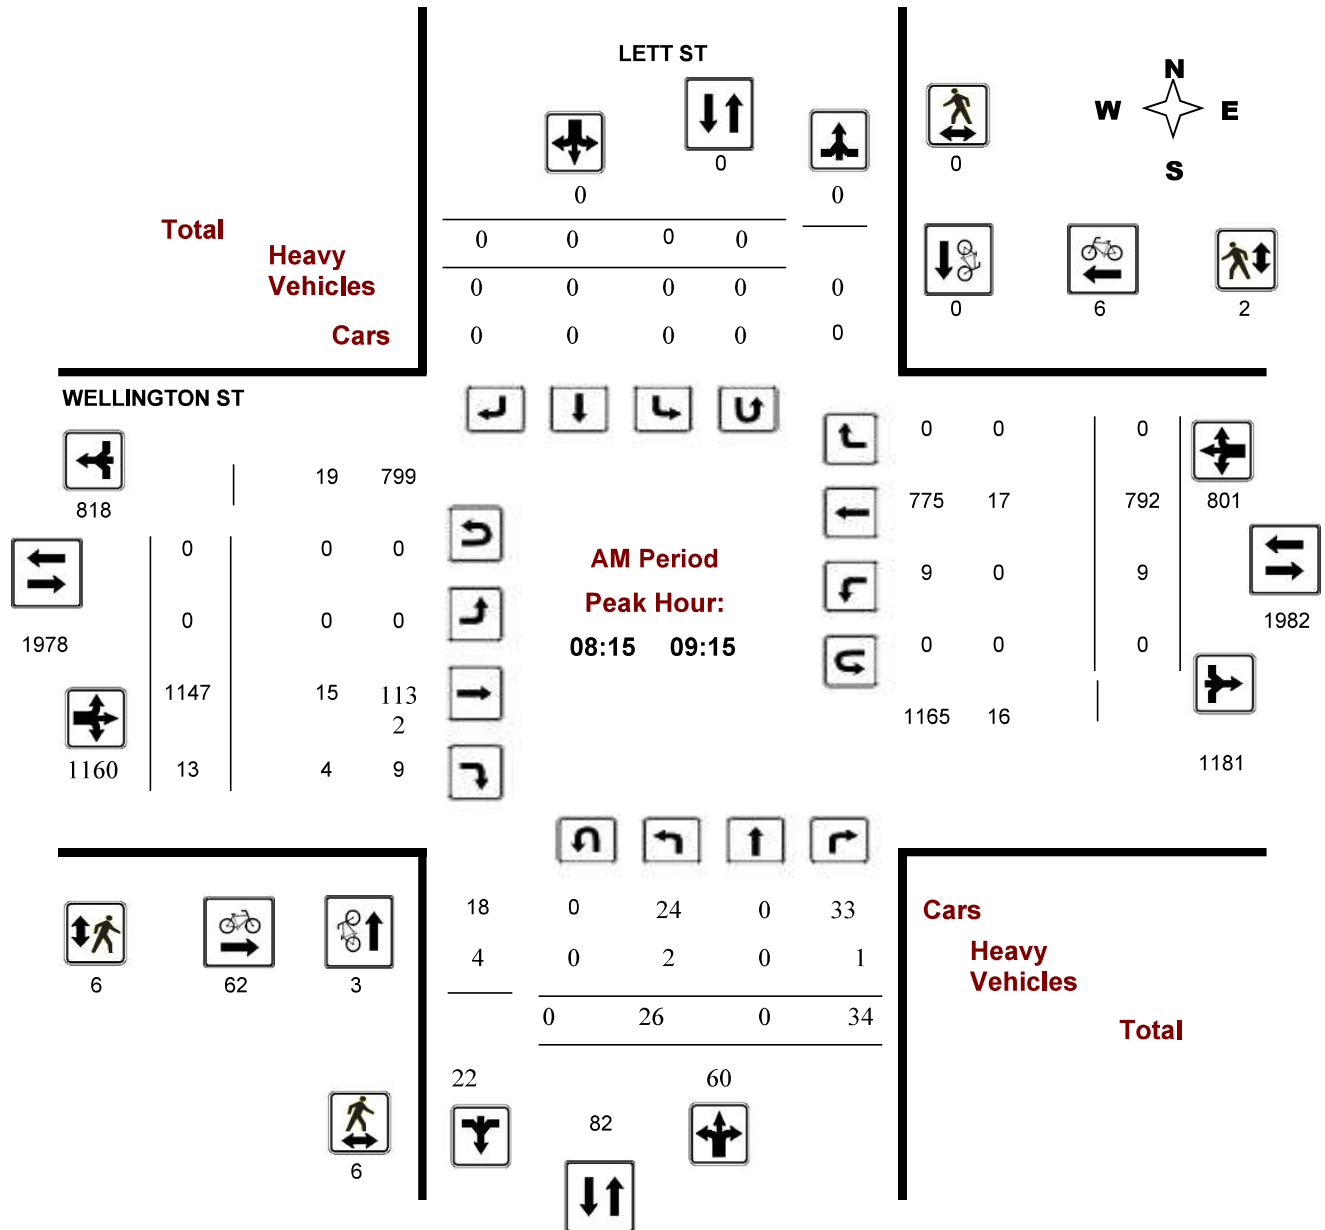 LETT ST
N
W E
S
0
0
0
0
0
Total
0 0 0 0
Heavy
Vehicles
0 0 0 0 0
0 6 2
Cars
0 0 0 0 0
WELLINGTON ST
0 0 0
19 799
818
775 17 792 801
0 0 0
AM Period
9 0 9
Peak Hour:
0 0 0
1982
1978
08:15 09:15
0 0 0
1147 15 113
2
1165 16
1160 13 4 9
1181
18 0 24 0 33
Cars
4 0 2 0 1
Heavy
Vehicles
6 62 3
0 26 0 34
Total
22 60
82
6